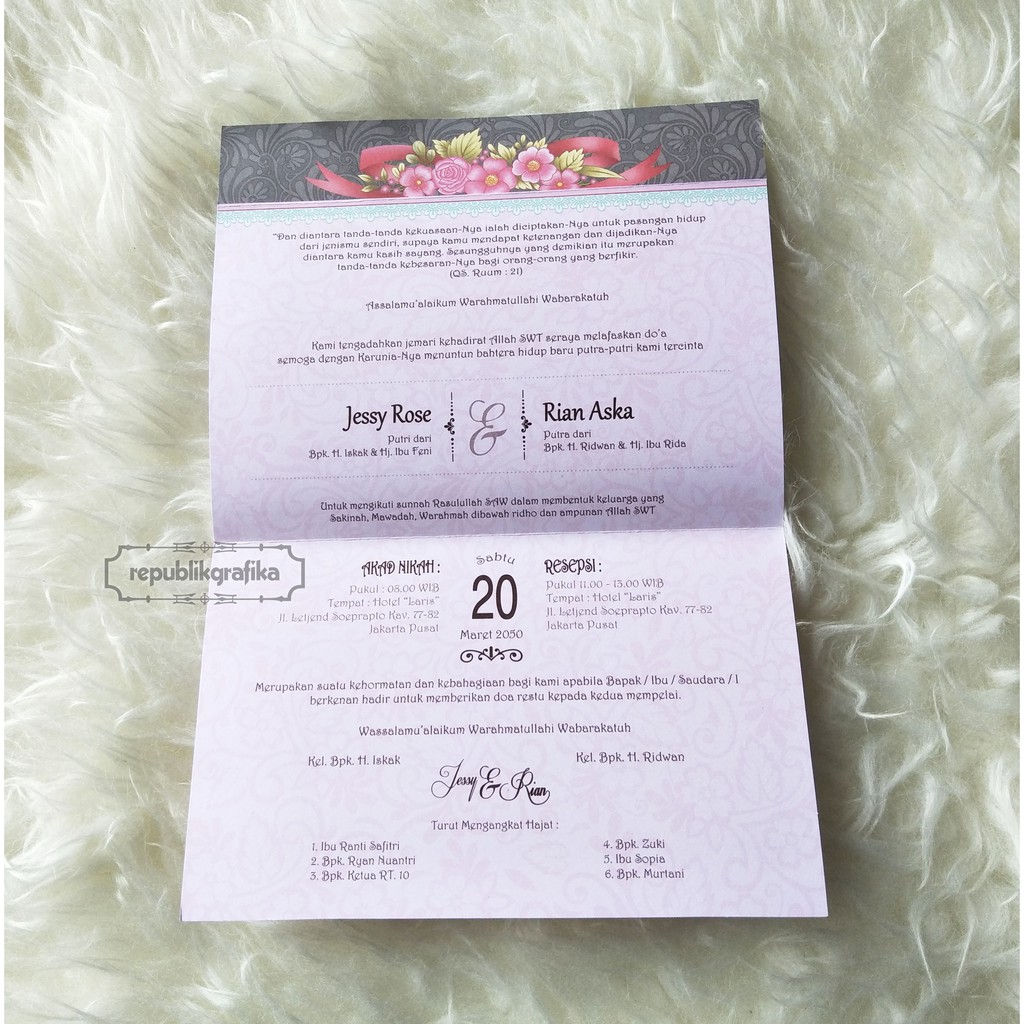 "Dan diantara tanda-tanda kekuasaan-Nya ialah diciptakan-Nya untuk pasangan hidup
dari jenismu sendiri, supaya kamu mendapat ketenangan dan dijadikan-Nya
diantara kamu kasih sayang. Sesungguhnya yang demikian itu merupakan
tanda-tanda kebesaran-Nya bagi orang-orang yang berfikir.
(QS. Ruum : 21)
Assalamu'alaikum Warahmatullahi Wabarakatuh
Kami tengadahkan jemari kehadirat Allah SWT seraya melafaskan do'a
semoga dengan Karunia-Nya menuntun bahtera hidup baru putra-putri kami tercinta
Jessy Rose
Putri dari
Bpk. H. Iskak & Hj. Ibu Feni
&
Rian Aska
Putra dari
Bpk. H. Ridwan & Hj. Ibu Rida
Untuk mengikuti sunnah Rasulullah SAW dalam membentuk keluarga yang
Sakinah, Mawadah, Warahmah dibawah ridho dan ampunan Allah SWT
republikgrafika
AKAD NIKAH :
Pukul : 08.00 WIB
Tempat : Hotel "Laris"
Jl. Letjend Soeprapto Kav. 77-82
Jakarta Pusat
Sabtu
20
Maret 2050
RESEPSI :
Pukul 11.00 - 13.00 WIB
Tempat : Hotel "Laris"
Jl. Letjend Soeprapto Kav. 77-82
Jakarta Pusat
Merupakan suatu kehormatan dan kebahagiaan bagi kami apabila Bapak / Ibu / Saudara / I
berkenan hadir untuk memberikan doa restu kepada kedua mempelai.
Wassalamu'alaikum Warahmatullahi Wabarakatuh
Kel. Bpk. H. Iskak
Kel. Bpk. H. Ridwan
Jessy & Rian
Turut Mengangkat Hajat :
1. Ibu Ranti Safitri
2. Bpk. Ryan Nuantri
3. Bpk. Ketua RT. 10
4. Bpk. Zuki
5. Ibu Sopia
6. Bpk. Murtani